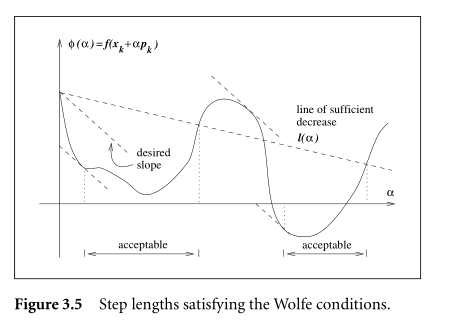 ϕ(α) = f(x_k + αp_k)
line of sufficient
decrease
l(α)
desired
slope
α
acceptable
acceptable
Figure 3.5 Step lengths satisfying the Wolfe conditions.